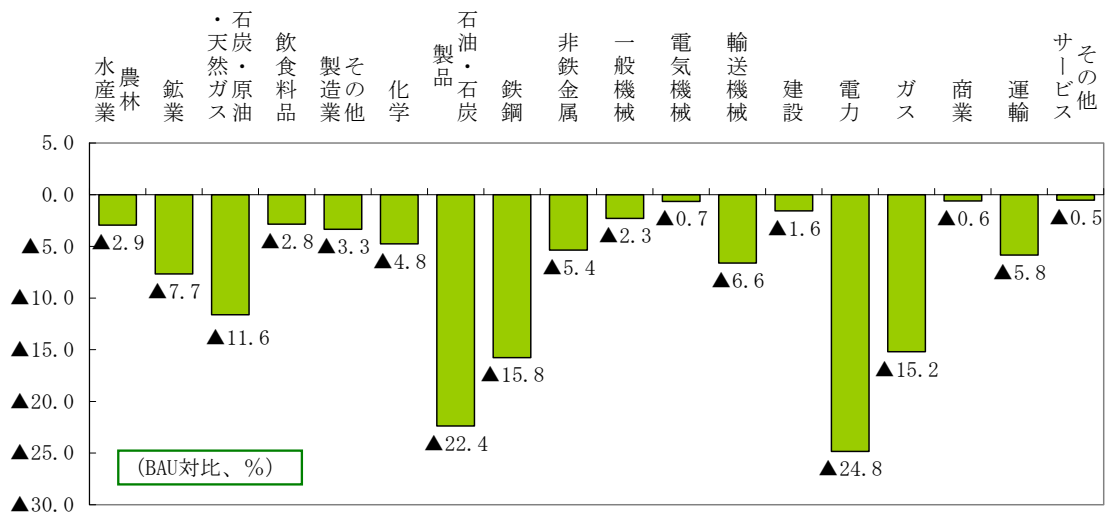 農林
水産業
鉱業
石炭・原油
・天然ガス
飲食料品
その他
製造業
化学
石油・石炭
製品
鉄鋼
非鉄金属
一般機械
電気機械
輸送機械
建設
電力
ガス
商業
運輸
その他
サービス
5.0
0.0
▲5.0
▲10.0
▲15.0
▲20.0
▲25.0
▲30.0
▲2.9
▲7.7
▲11.6
▲2.8
▲3.3
▲4.8
▲22.4
▲15.8
▲5.4
▲2.3
▲0.7
▲6.6
▲1.6
▲24.8
▲15.2
▲0.6
▲5.8
▲0.5
(BAU対比、%)